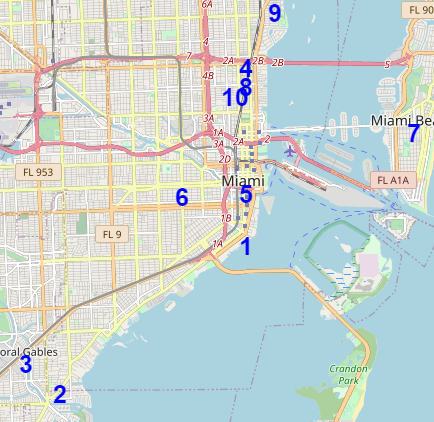 6A
9
FL 90
4
7
2A
4
2B
2B
5
4B
8
10
3A
1A
3A
2A
2
Miami Bea
7
2D
FL 953
Miami
FL A1A
6
5
1B
FL 9
1A
1
oral Gables
3
Crandon
Park
2